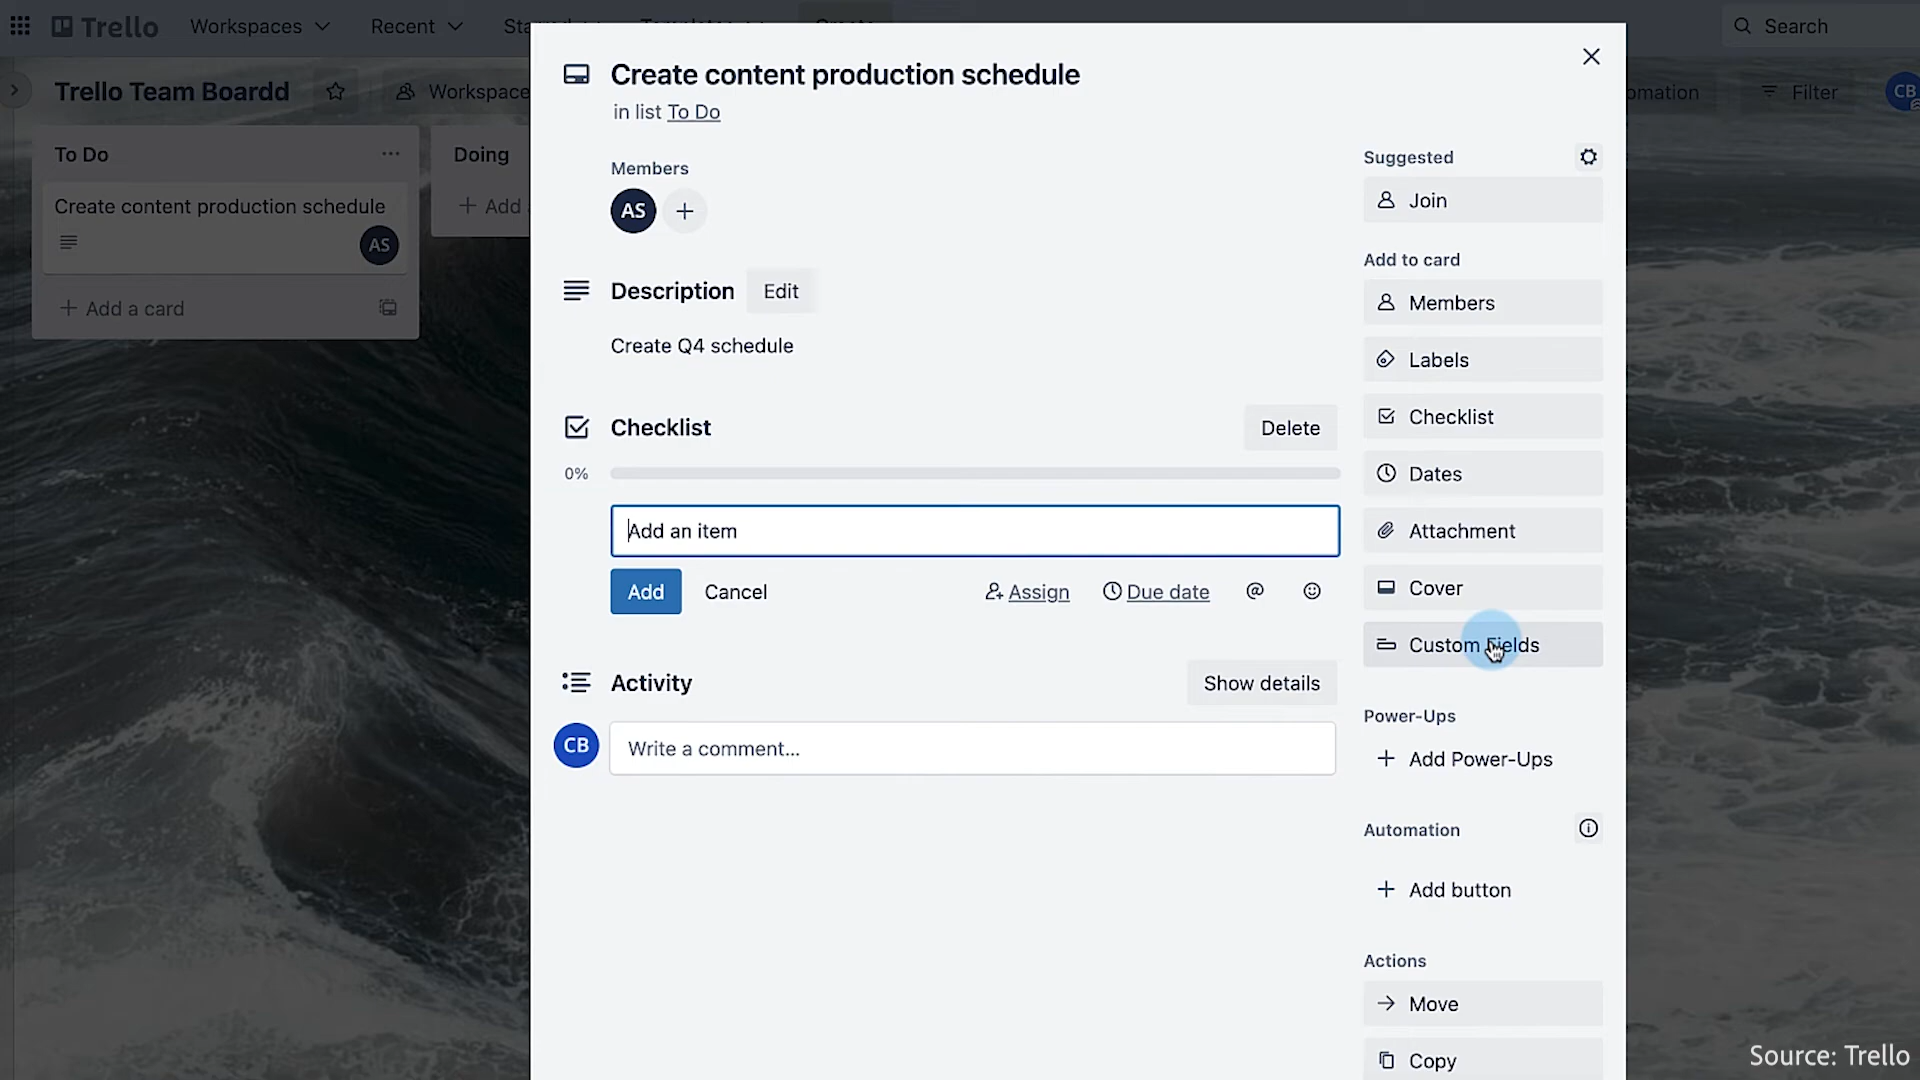 Trello Workspaces Recent Search
Trello Team Boardd Workspace Filter CB
To Do
Create content production schedule
AS
+ Add a card
Doing
+ Add
Create content production schedule
in list To Do
Members
AS +
Description Edit
Create Q4 schedule
Checklist Delete
0%
Add an item
Add Cancel Assign Due date @
Activity Show details
CB Write a comment...
Suggested
Join
Add to card
Members
Labels
Checklist
Dates
Attachment
Cover
Custom Fields
Power-Ups
+ Add Power-Ups
Automation
+ Add button
Actions
Move
Copy
Source: Trello